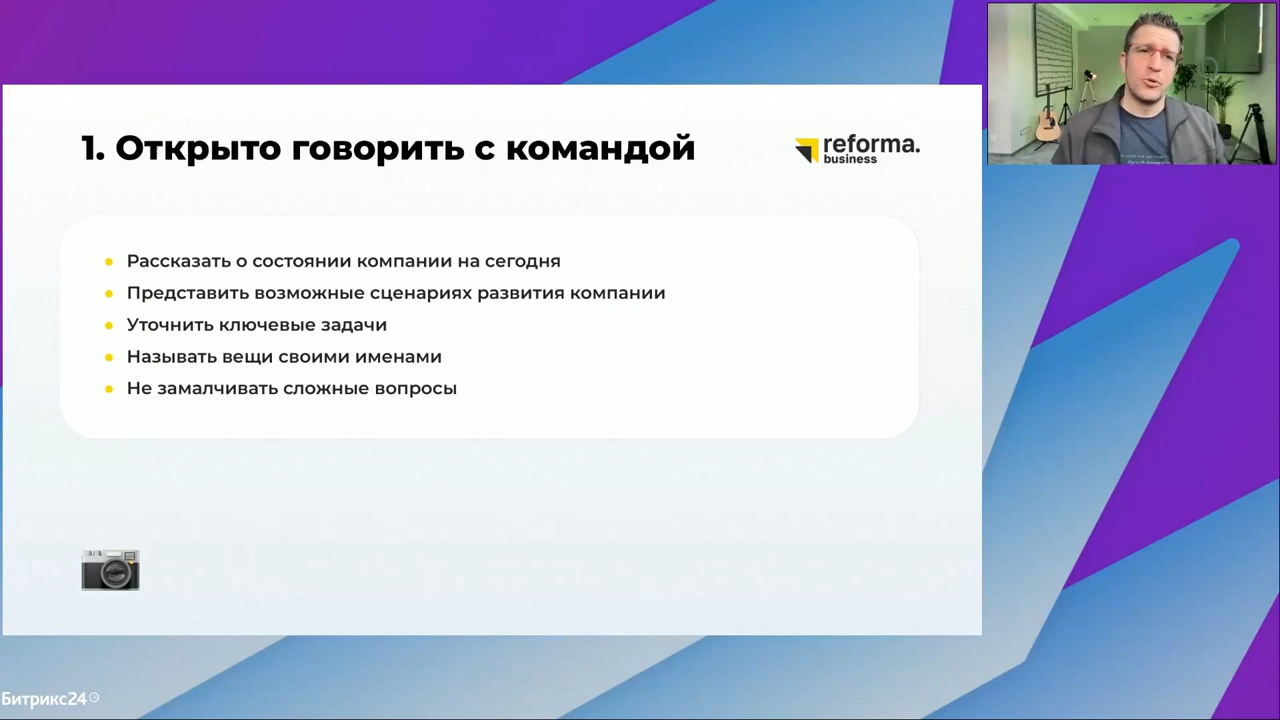 1. Открыто говорить с командой
reforma.
business
Рассказать о состоянии компании на сегодня
Представить возможные сценариях развития компании
Уточнить ключевые задачи
Называть вещи своими именами
Не замалчивать сложные вопросы
Битрикс24